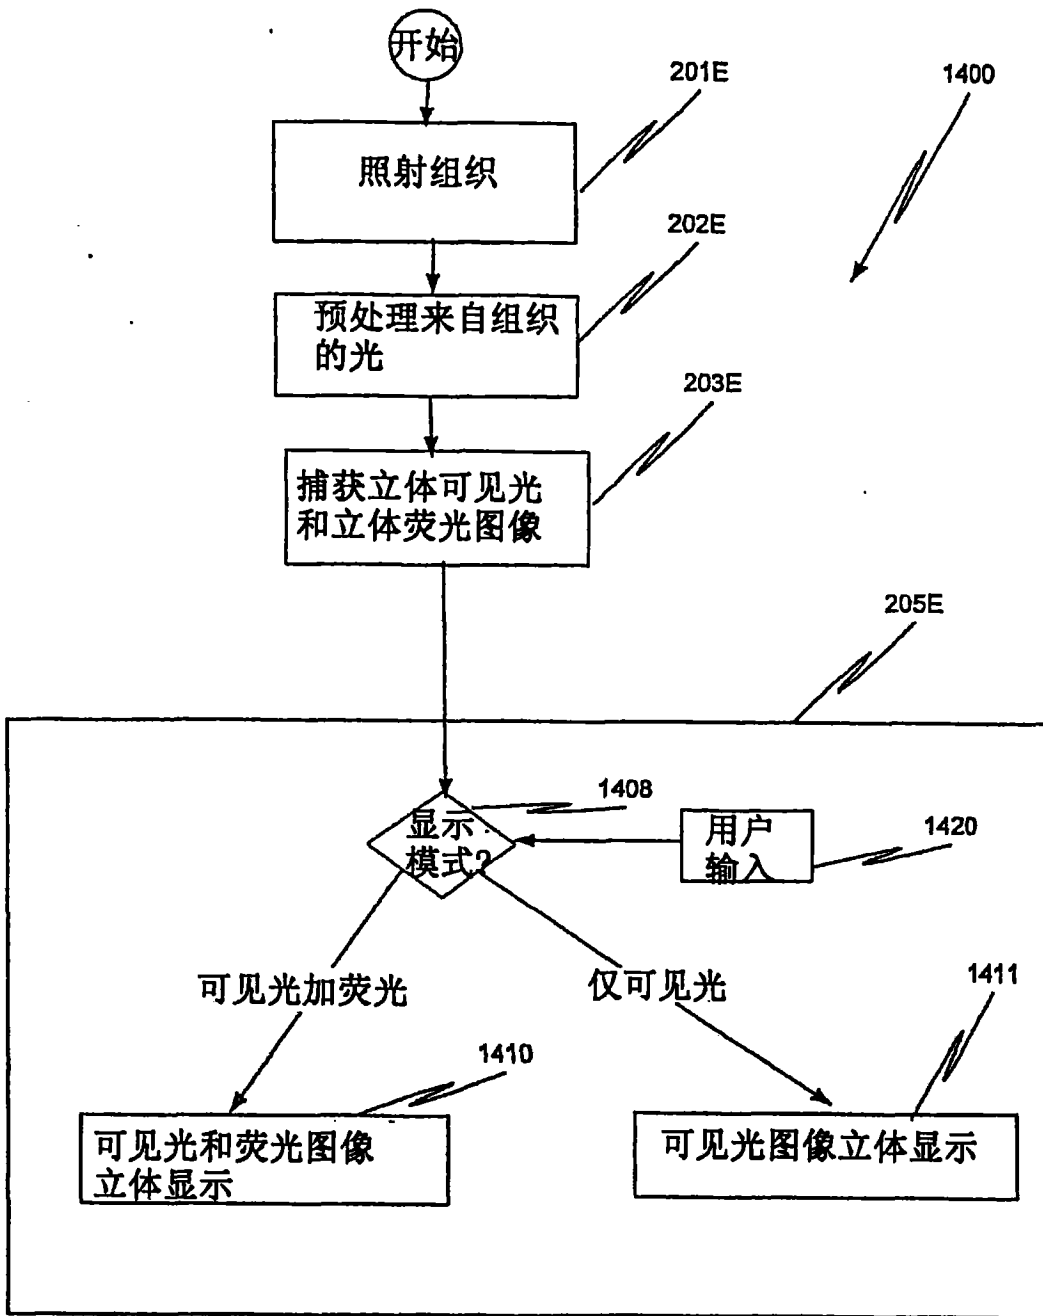 开始
201E
1400
照射组织
202E
预处理来自组织
的光
203E
捕获立体可见光
和立体荧光图像
205E
1408
显示
模式?
用户
输入
1420
可见光加荧光
仅可见光
1411
1410
可见光和荧光图像
立体显示
可见光图像立体显示